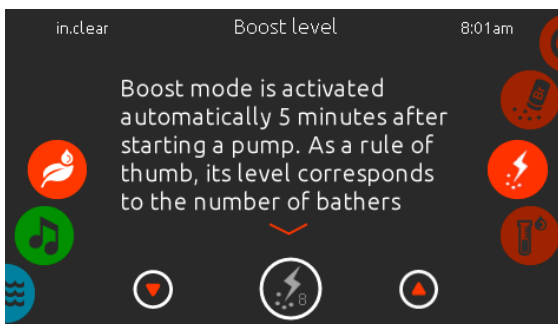 in.clear Boost level 8:01am
Boost mode is activated
automatically 5 minutes after
starting a pump. As a rule of
thumb, its level corresponds
to the number of bathers
Br
8